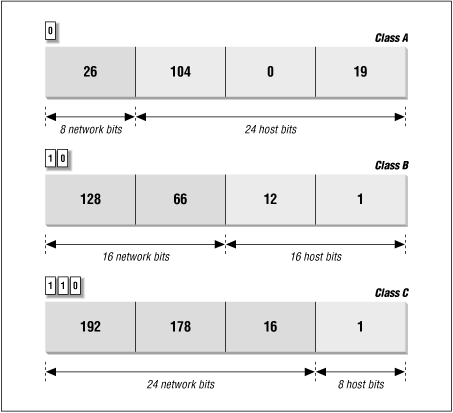 0
Class A
26 104 0 19
8 network bits 24 host bits
1 0
Class B
128 66 12 1
16 network bits 16 host bits
1 1 0
Class C
192 178 16 1
24 network bits 8 host bits